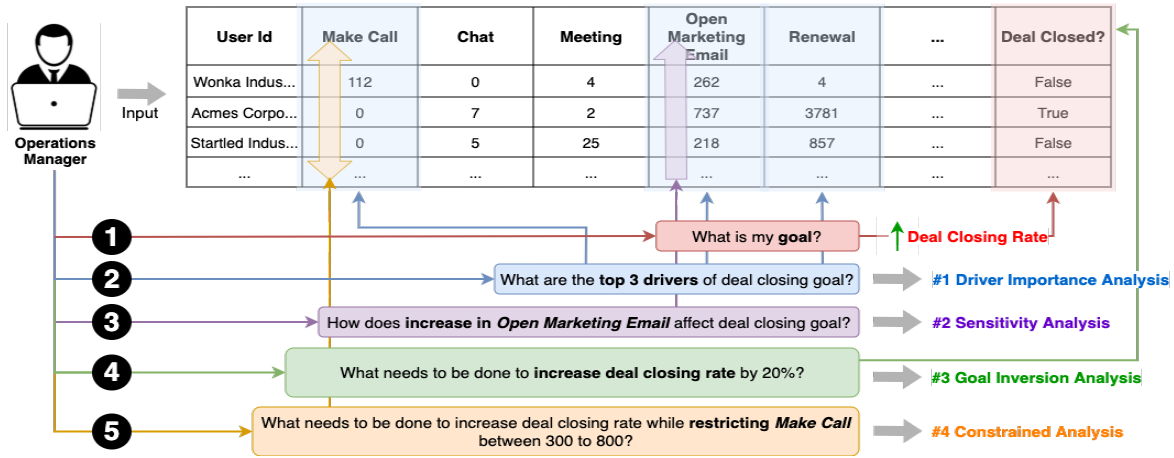 User Id Make Call Chat Meeting Open Marketing Email Renewal ... Deal Closed?
Wonka Indus... 112 0 4 262 4 ... False
Acmes Corpo... 0 7 2 737 3781 ... True
Startled Indus... 0 5 25 218 857 ... False
... ... ... ... ... ... ... ...
Input
Operations
Manager
1 What is my goal? Deal Closing Rate
2 What are the top 3 drivers of deal closing goal? #1 Driver Importance Analysis
3 How does increase in Open Marketing Email affect deal closing goal? #2 Sensitivity Analysis
4 What needs to be done to increase deal closing rate by 20%? #3 Goal Inversion Analysis
5 What needs to be done to increase deal closing rate while restricting Make Call
between 300 to 800? #4 Constrained Analysis